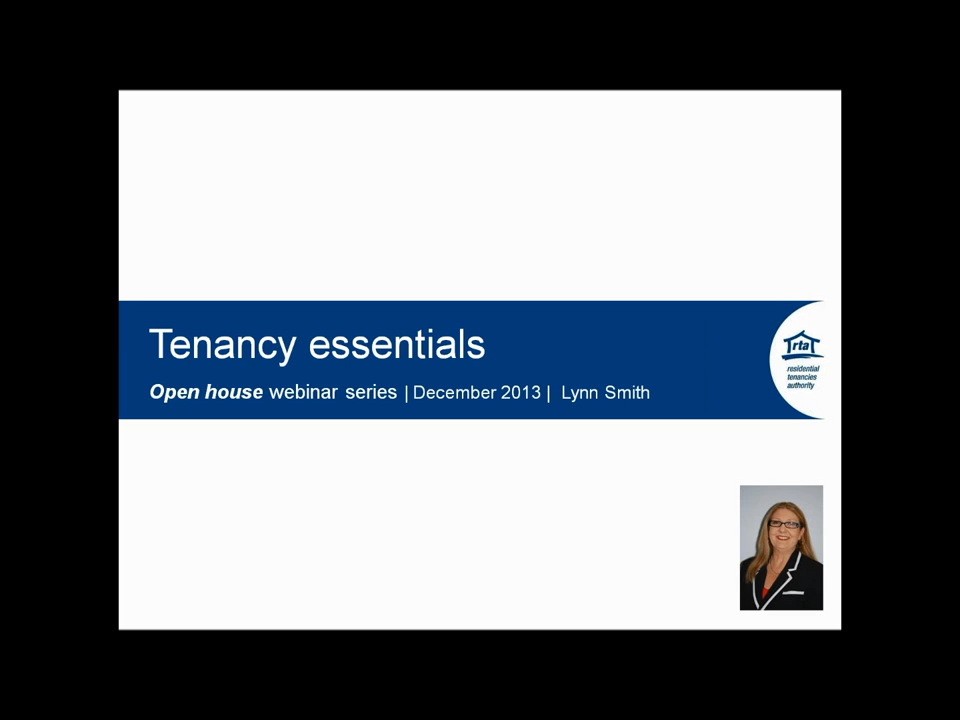 Tenancy essentials
Open house webinar series | December 2013 | Lynn Smith
rta
residential
tenancies
authority